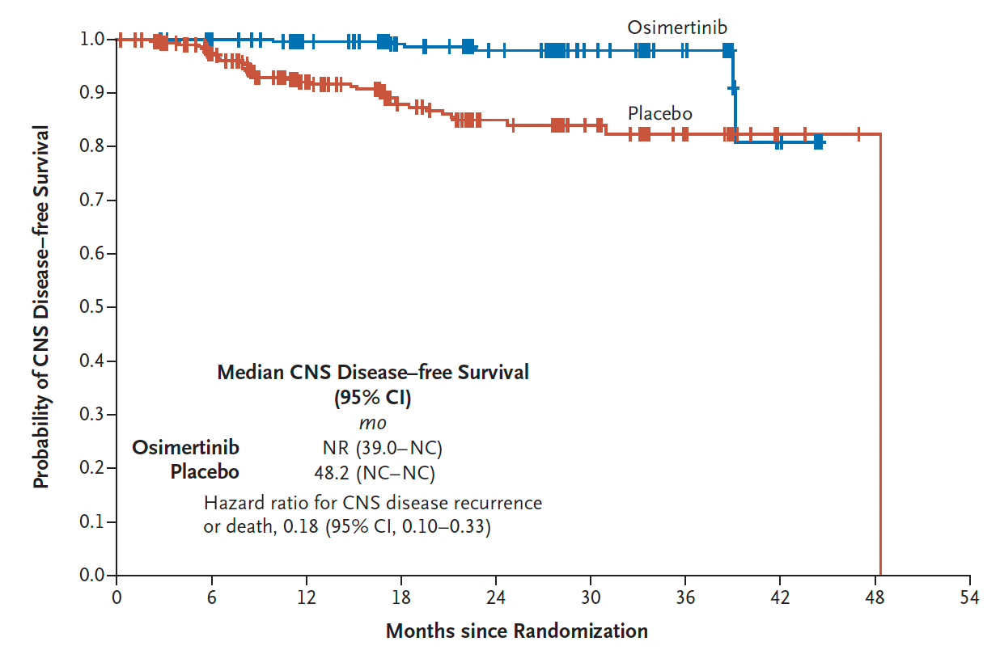 Osimertinib
Placebo
Probability of CNS Disease–free Survival
1.0
0.9
0.8
0.7
0.6
0.5
0.4
0.3
0.2
0.1
0.0
Median CNS Disease–free Survival
(95% CI)
mo
Osimertinib NR (39.0–NC)
Placebo 48.2 (NC–NC)
Hazard ratio for CNS disease recurrence
or death, 0.18 (95% CI, 0.10–0.33)
0 6 12 18 24 30 36 42 48 54
Months since Randomization